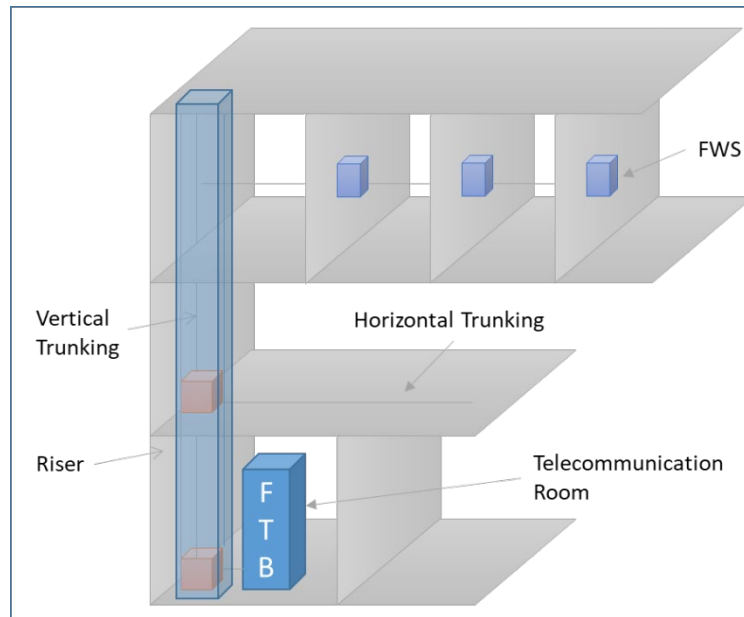 FWS
Vertical
Trunking
Horizontal Trunking
Riser
Telecommunication
Room
F
T
B